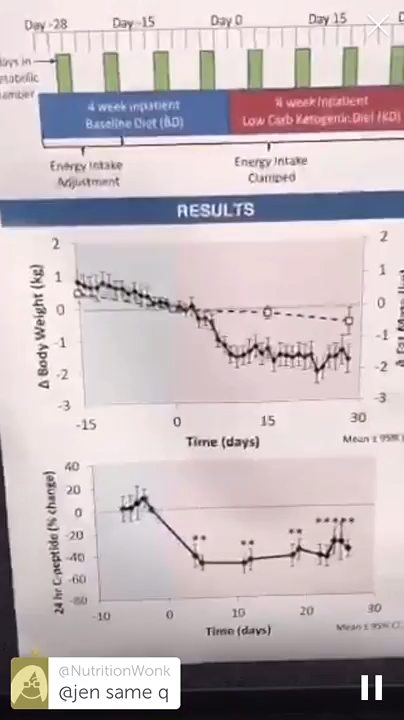 Day -28 Day -15 Day 0 Day 15 D
days in
metabolic
chamber
4 week Inpatient
Baseline Diet (BD)
4 week Inpatient
Low Carb Ketogenic Diet (KD)
Energy Intake
Adjustment
Energy Intake
Clamped
RESULTS
Δ Body Weight (kg)
2
1
0
-1
-2
-3
-15 0 15 30
Time (days)
2
1
0
-1
-2
-3
Mean ± 95%
24 hr C-peptide (% change)
40
20
0
-20
-40
-60
-80
** ** **
-10 0 10 20 30
Time (days)
Mean ± 95% CI
@NutritionWonk
@jen same q